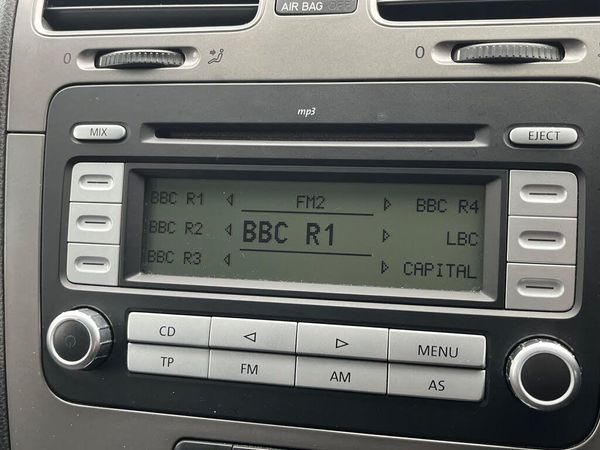 AIR BAG OFF
0
0
mp3
MIX
EJECT
BBC R1
FM2
BBC R4
BBC R2
BBC R1
LBC
BBC R3
CAPITAL
CD
MENU
TP
FM
AM
AS